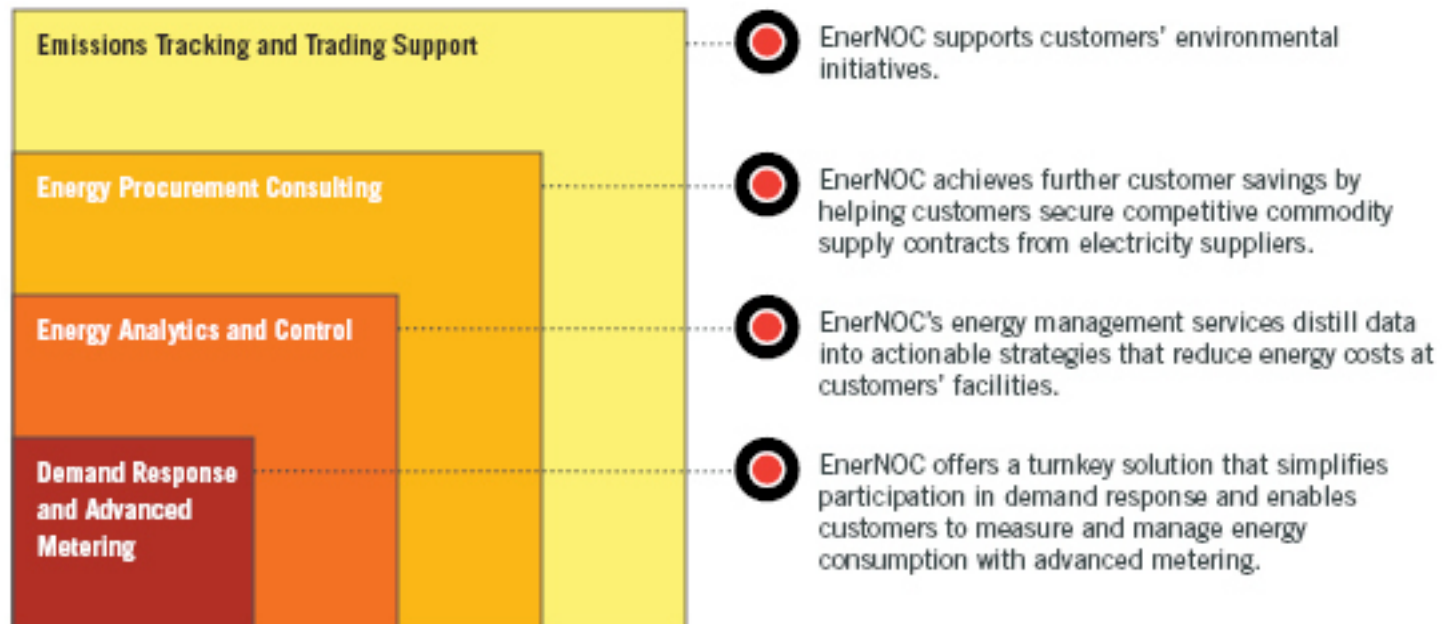 Emissions Tracking and Trading Support
EnerNOC supports customers' environmental
initiatives.
Energy Procurement Consulting
EnerNOC achieves further customer savings by
helping customers secure competitive commodity
supply contracts from electricity suppliers.
Energy Analytics and Control
EnerNOC's energy management services distill data
into actionable strategies that reduce energy costs at
customers' facilities.
Demand Response
and Advanced
Metering
EnerNOC offers a turnkey solution that simplifies
participation in demand response and enables
customers to measure and manage energy
consumption with advanced metering.